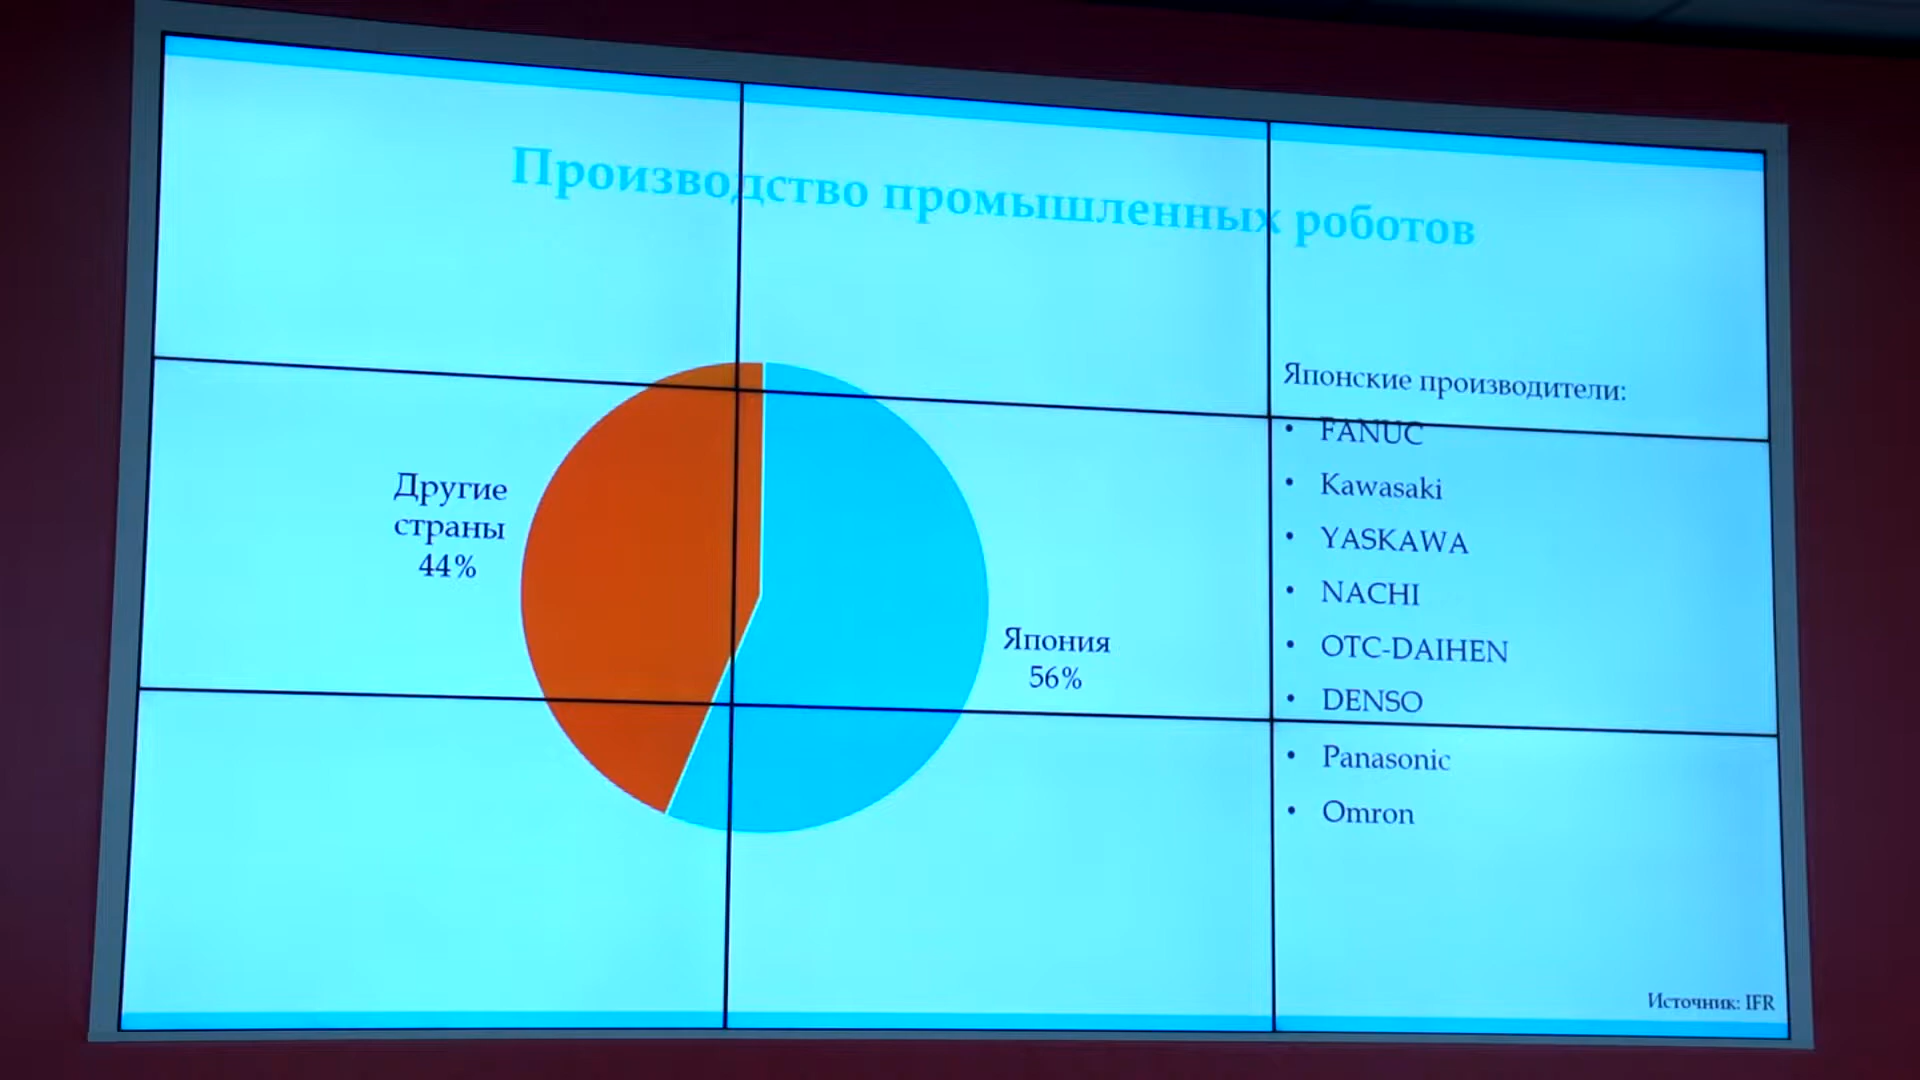 Производство промышленных роботов
Другие
страны
44%
Япония
56%
Японские производители:
• FANUC
• Kawasaki
• YASKAWA
• NACHI
• OTC-DAIHEN
• DENSO
• Panasonic
• Omron
Источник: IFR